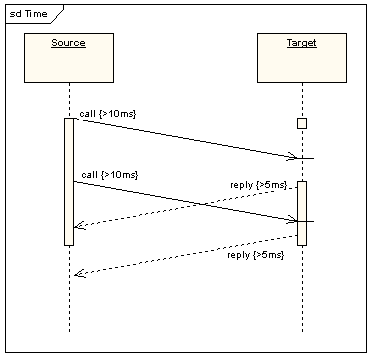 sd Time
Source
Target
call {>10ms}
call {>10ms}
reply {>5ms}
reply {>5ms}